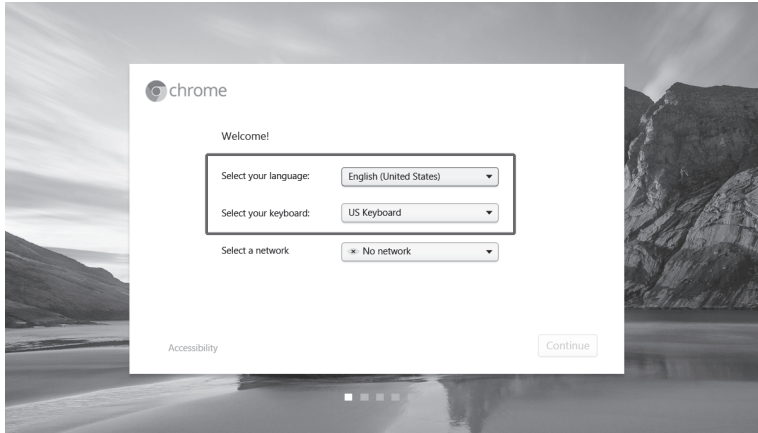 chrome
Welcome!
Select your language: English (United States)
Select your keyboard: US Keyboard
Select a network No network
Accessibility Continue